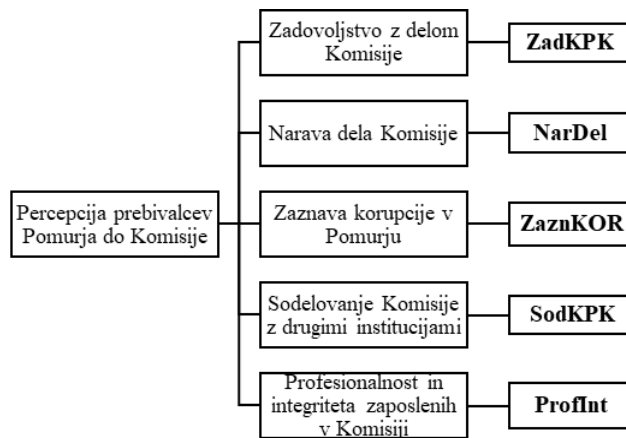 Zadovoljstvo z delom
Komisije
ZadKPK
Narava dela Komisije
NarDel
Percepcija prebivalcev
Pomurja do Komisije
Zaznava korupcije v
Pomurju
ZaznKOR
Sodelovanje Komisije
z drugimi institucijami
SodKPK
Profesionalnost in
integriteta zaposlenih
v Komisiji
ProfInt